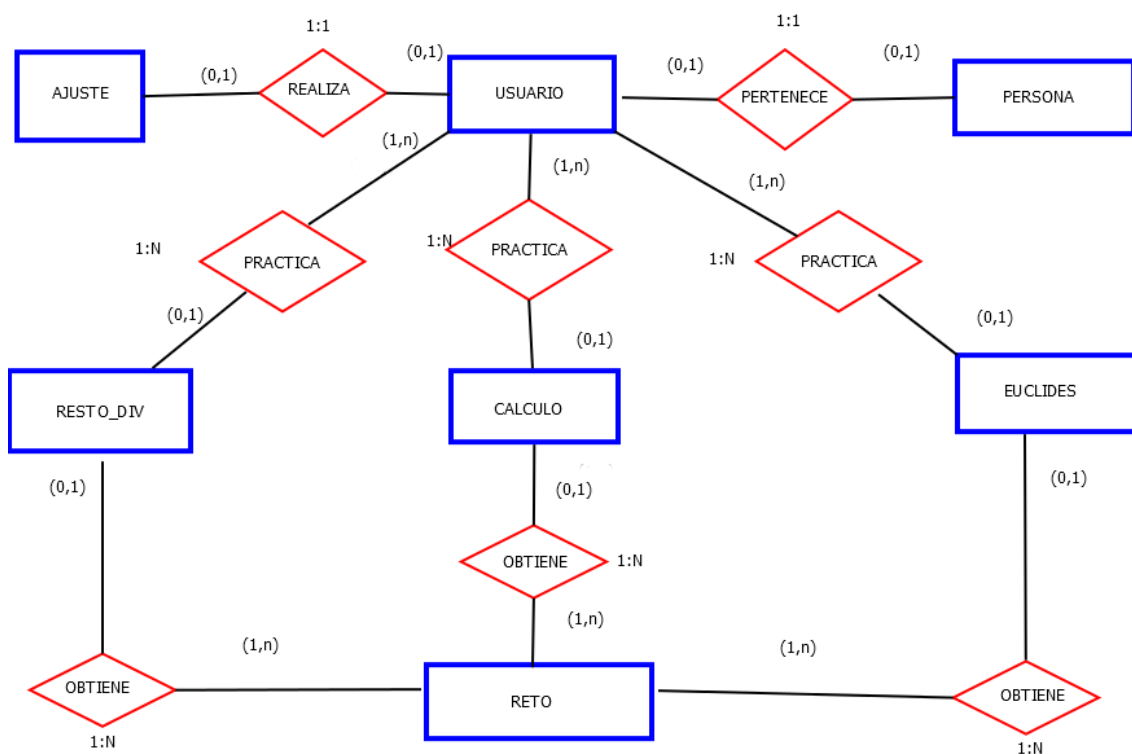 1:1
1:1
(0,1)
(0,1)
(0,1)
(0,1)
AJUSTE
REALIZA
USUARIO
PERTENECE
PERSONA
(1,n)
(1,n)
(1,n)
1:N
PRACTICA
1:N
PRACTICA
1:N
PRACTICA
(0,1)
(0,1)
(0,1)
RESTO_DIV
CALCULO
EUCLIDES
(0,1)
(0,1)
(0,1)
OBTIENE
1:N
(1,n)
(1,n)
(1,n)
OBTIENE
RETO
OBTIENE
1:N
1:N